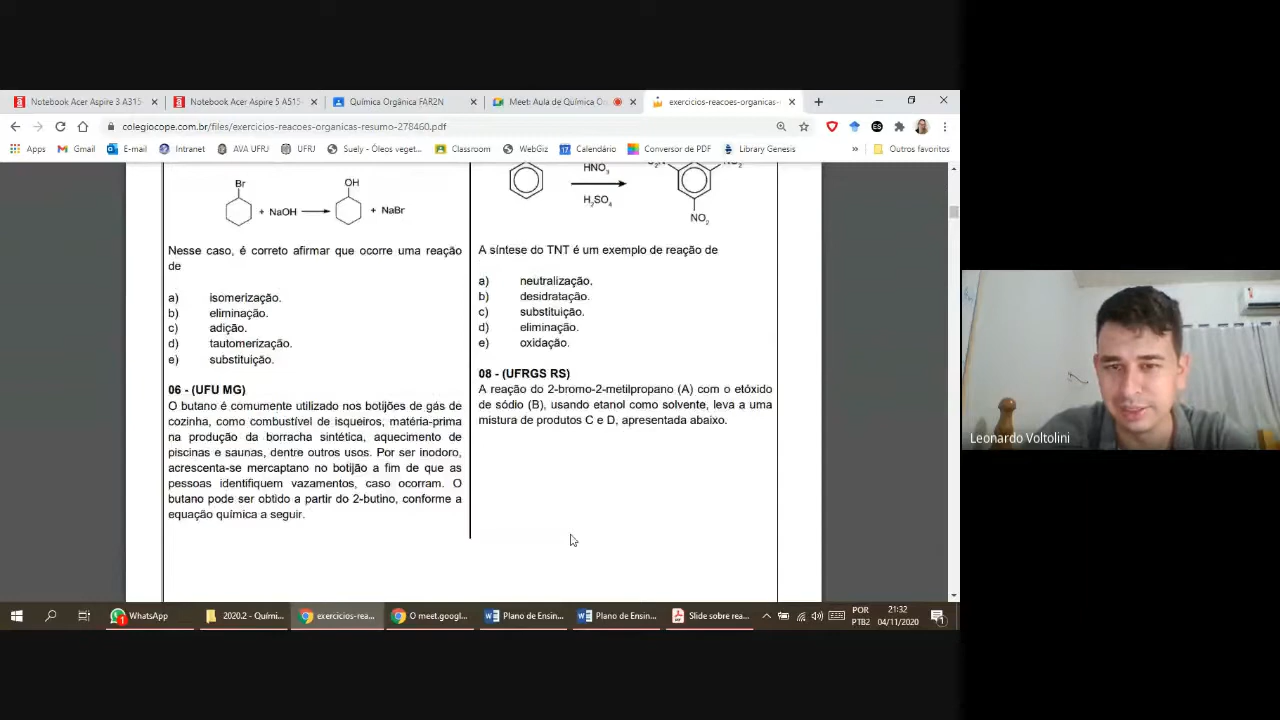 Notebook Acer Aspire 3 A315
Notebook Acer Aspire 5 A515
Química Orgânica FAR2N
Meet: Aula de Química O
exercicios-reacoes-organicas-
colegiocope.com.br/files/exercicios-reacoes-organicas-resumo-278460.pdf
Apps
Gmail
E-mail
Intranet
AVA UFRJ
UFRJ
Suely - Óleos veget...
Classroom
WebGiz
Calendário
Conversor de PDF
Library Genesis
»
Outros favoritos
Br
+ NaOH
OH
+ NaBr
Nesse caso, é correto afirmar que ocorre uma reação
de
a) isomerização.
b) eliminação.
c) adição.
d) tautomerização.
e) substituição.
06 - (UFU MG)
O butano é comumente utilizado nos botijões de gás de
cozinha, como combustível de isqueiros, matéria-prima
na produção da borracha sintética, aquecimento de
piscinas e saunas, dentre outros usos. Por ser inodoro,
acrescenta-se mercaptano no botijão a fim de que as
pessoas identifiquem vazamentos, caso ocorram. O
butano pode ser obtido a partir do 2-butino, conforme a
equação química a seguir.
HNO3
H2SO4
NO2
A síntese do TNT é um exemplo de reação de
a) neutralização.
b) desidratação.
c) substituição.
d) eliminação.
e) oxidação.
08 - (UFRGS RS)
A reação do 2-bromo-2-metilpropano (A) com o etóxido
de sódio (B), usando etanol como solvente, leva a uma
mistura de produtos C e D, apresentada abaixo.
Leonardo Voltolini
WhatsApp
2020.2 - Quími...
exercicios-rea...
O meet.googl...
Plano de Ensin...
Plano de Ensin...
Slide sobre rea...
POR
PTB2
21:32
04/11/2020